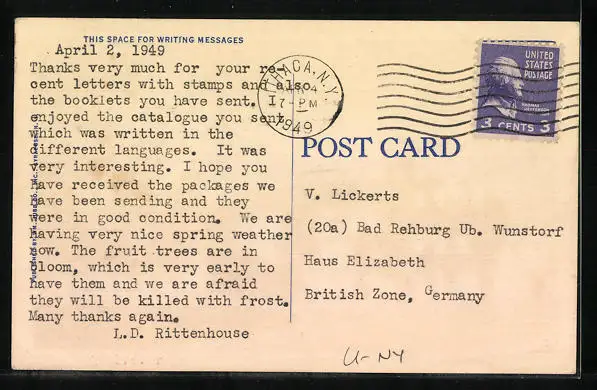 THIS SPACE FOR WRITING MESSAGES
April 2, 1949
Thanks very much for your re-
cent letters with stamps and also
the booklets you have sent. I
enjoyed the catalogue you sent
which was written in the
different languages. It was
very interesting. I hope you
have received the packages we
have been sending and they
were in good condition. We are
having very nice spring weather
now. The fruit trees are in
bloom, which is very early to
have them and we are afraid
they will be killed with frost.
Many thanks again.
L.D. Rittenhouse
ITHACA, N.Y.
7-PM
1949
UNITED
STATES
POSTAGE
THOMAS
JEFFERSON
3 CENTS 3
POST CARD
V. Lickerts
(20a) Bad Rehburg Ub. Wunstorf
Haus Elizabeth
British Zone, Germany
U-NY